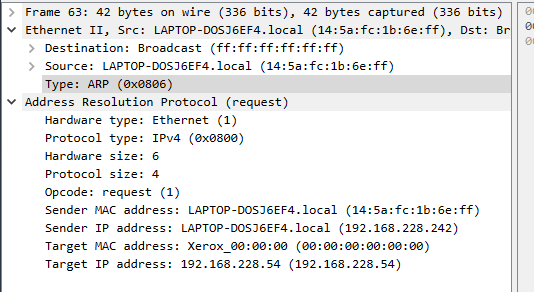 Frame 63: 42 bytes on wire (336 bits), 42 bytes captured (336 bits)
Ethernet II, Src: LAPTOP-DOSJ6EF4.local (14:5a:fc:1b:6e:ff), Dst: Br
Destination: Broadcast (ff:ff:ff:ff:ff:ff)
Source: LAPTOP-DOSJ6EF4.local (14:5a:fc:1b:6e:ff)
Type: ARP (0x0806)
Address Resolution Protocol (request)
Hardware type: Ethernet (1)
Protocol type: IPv4 (0x0800)
Hardware size: 6
Protocol size: 4
Opcode: request (1)
Sender MAC address: LAPTOP-DOSJ6EF4.local (14:5a:fc:1b:6e:ff)
Sender IP address: LAPTOP-DOSJ6EF4.local (192.168.228.242)
Target MAC address: Xerox_00:00:00 (00:00:00:00:00:00)
Target IP address: 192.168.228.54 (192.168.228.54)